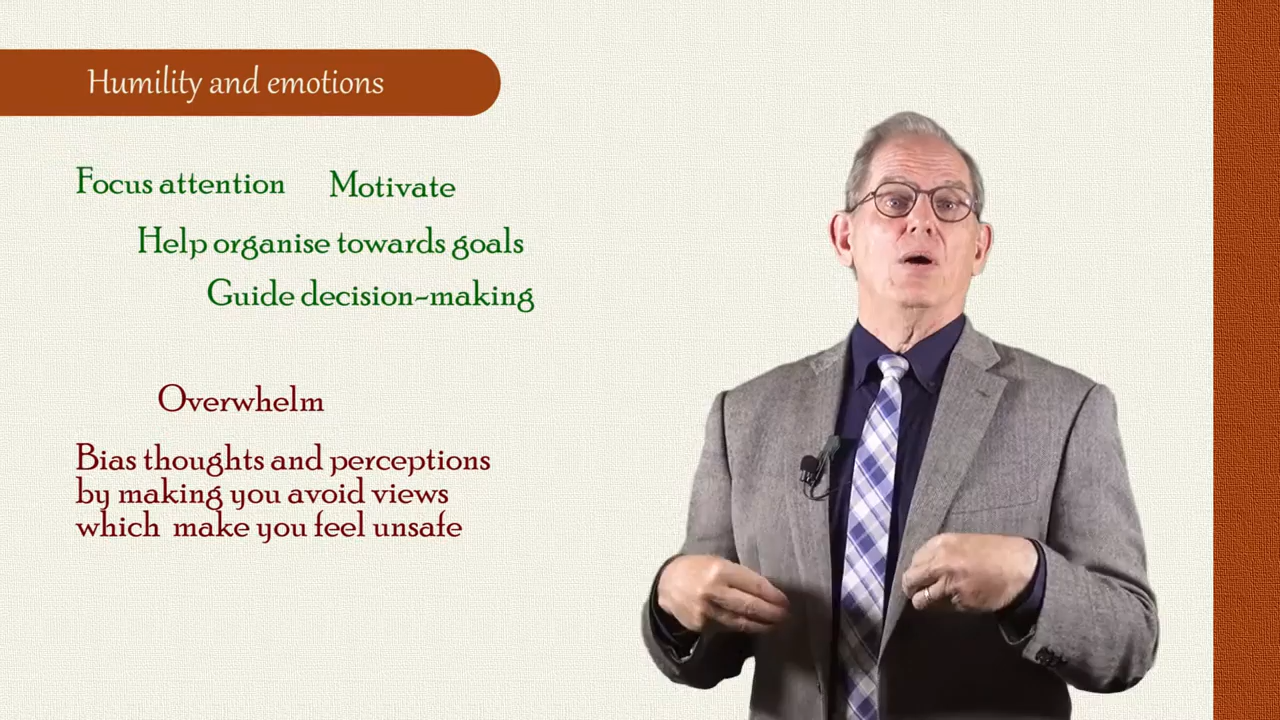 Humility and emotions
Focus attention Motivate
Help organise towards goals
Guide decision-making
Overwhelm
Bias thoughts and perceptions
by making you avoid views
which make you feel unsafe